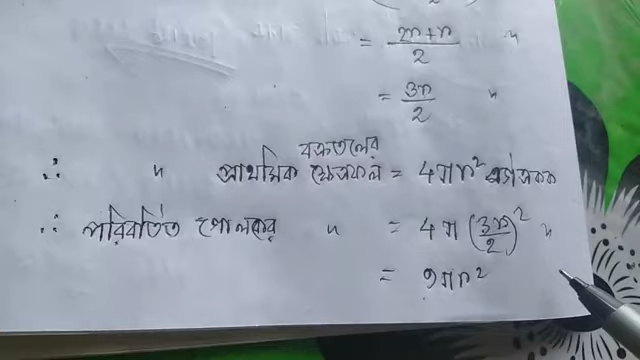 = 2r+r/2 "
= 3r/2 "
∴ " প্রাথমিক বক্রতলের ক্ষেত্রফল = 4πr² বর্গএকক
∴ পরিবর্তিত গোলকের " = 4π(3r/2)² "
= 9πr²